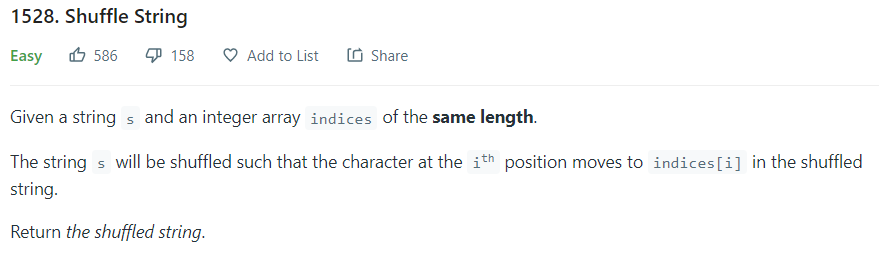 1528. Shuffle String
Easy 586 158 Add to List Share
Given a string s and an integer array indices of the same length.
The string s will be shuffled such that the character at the ith position moves to indices[i] in the shuffled
string.
Return the shuffled string.